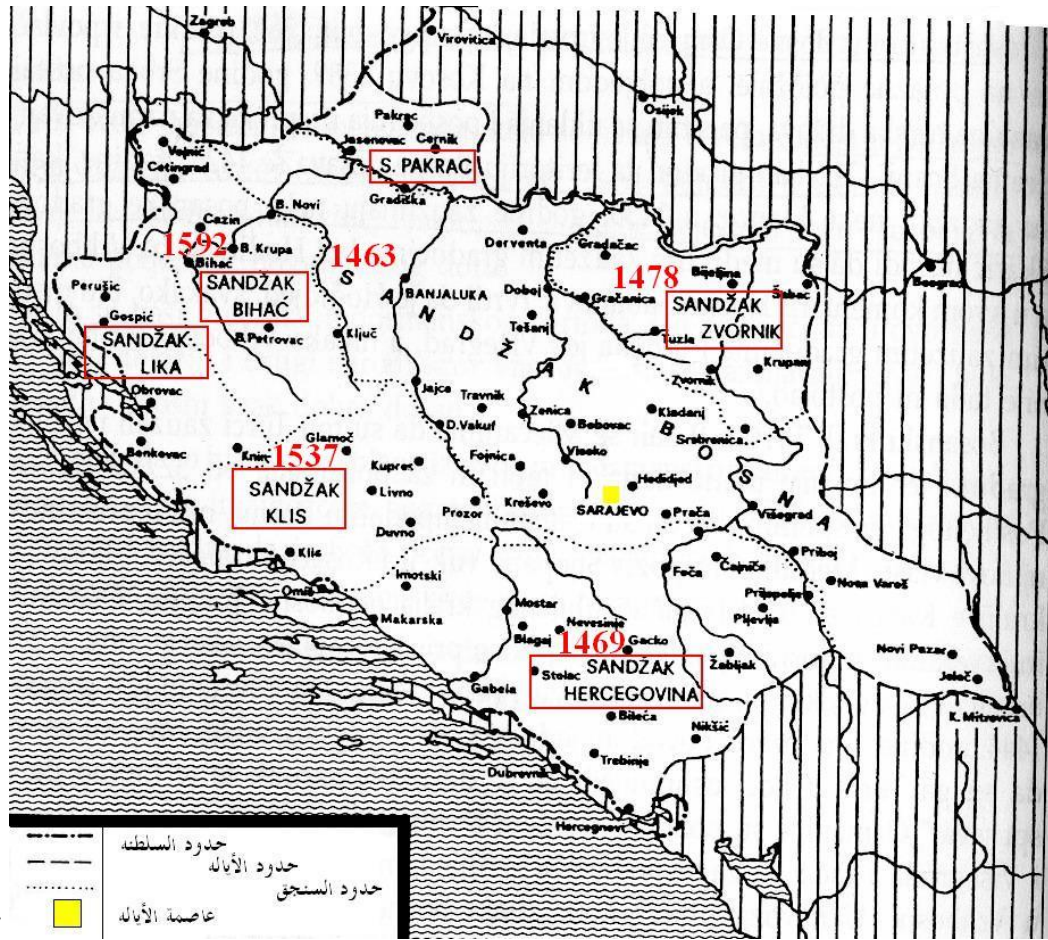 Zagreb
Virovitica
Osijek
Pakrac
Cernik
Jasenovac
S. PAKRAC
Gradiška
Vojnić
Cetingrad
B. Novi
Cazin
1592
B. Krupa
1463
Bihać
SANDŽAK
BIHAĆ
Derventa
Gradačac
1478
Bijeljina
Šabac
Beograd
Perušić
Gospić
SANDŽAK
LIKA
BANJALUKA
Doboj
Gračanica
SANDŽAK
ZVORNIK
Tešanj
Tuzla
B.Petrovac
Ključ
Zvornik
Krupanj
SANDŽAK BOSNA
Obrovac
Jajce
Travnik
Zenica
Kladanj
Bobovac
Srebrenica
D.Vakuf
Benkovac
Knin
Glamoč
1537
Kupres
Fojnica
Visoko
Hedidjed
SANDŽAK
KLIS
Livno
Prozor
Kreševo
SARAJEVO
Prača
Višegrad
Duvno
Klis
Omiš
Imotski
Foča
Čajniče
Priboj
Nova Varoš
Prijepolje
Makarska
Mostar
Pljevlja
Blagaj
Nevesinje
1469
Gacko
Žabljak
Novi Pazar
Stolac
SANDŽAK
HERCEGOVINA
Jeleč
Gabela
Bileća
K. Mitrovica
Nikšić
Trebinje
Dubrovnik
Hercegnovi
حدود السلطنه
حدود الأياله
حدود السنجق
عاصمة الأياله